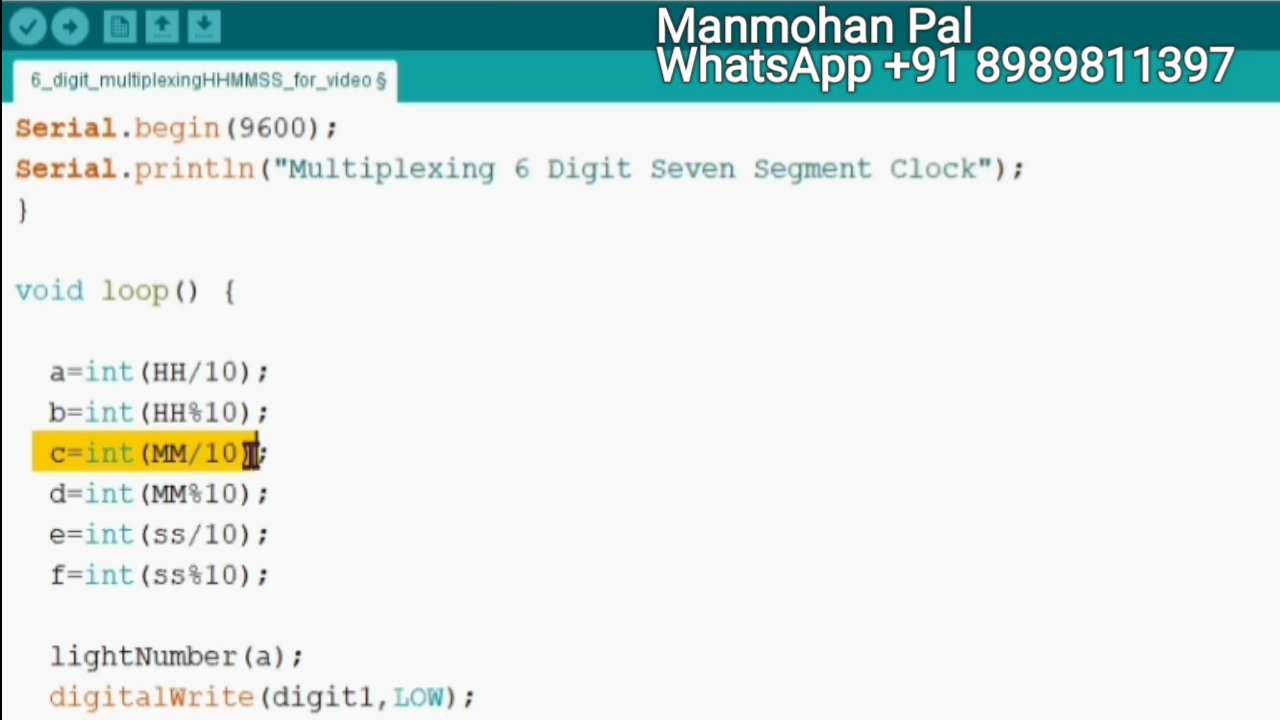 Manmohan Pal
WhatsApp +91 8989811397
6_digit_multiplexingHHMMSS_for_video §
Serial.begin(9600);
Serial.println("Multiplexing 6 Digit Seven Segment Clock");
}
void loop() {
a=int(HH/10);
b=int(HH%10);
c=int(MM/10);
d=int(MM%10);
e=int(ss/10);
f=int(ss%10);
lightNumber(a);
digitalWrite(digit1,LOW);